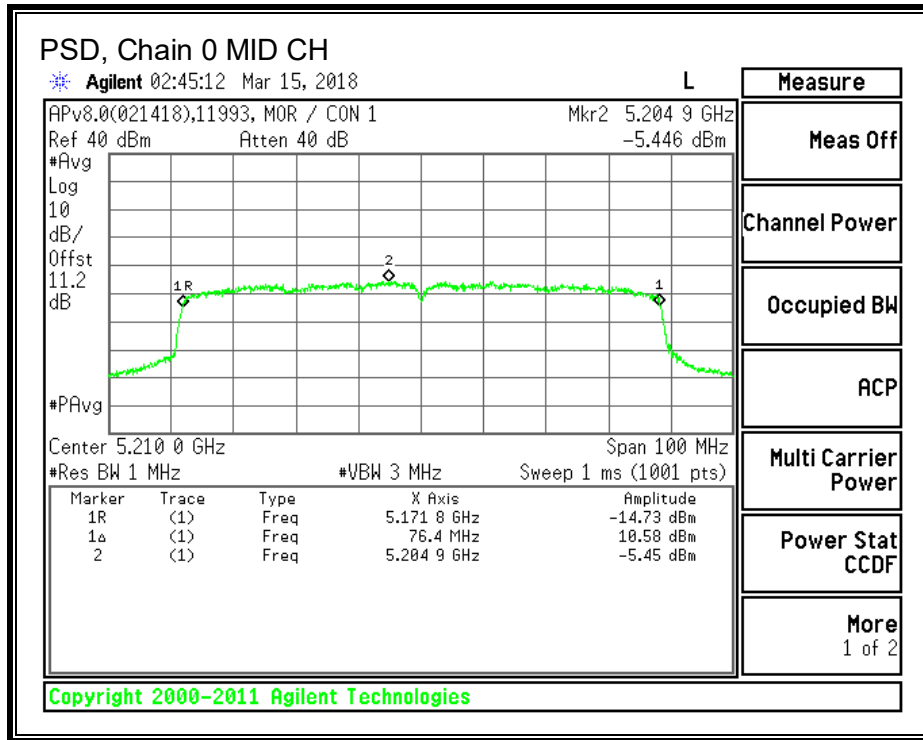 PSD, Chain 0 MID CH
Agilent 02:45:12 Mar 15, 2018 L
APv8.0(021418),11993, MOR / CON 1 Mkr2 5.204 9 GHz
Ref 40 dBm Atten 40 dB -5.446 dBm
#Avg
Log
10
dB/
Offst
11.2
dB
#PAvg
1R
2
1
Center 5.210 0 GHz Span 100 MHz
#Res BW 1 MHz #VBW 3 MHz Sweep 1 ms (1001 pts)
Marker Trace Type X Axis Amplitude
1R (1) Freq 5.171 8 GHz -14.73 dBm
1Δ (1) Freq 76.4 MHz 10.58 dBm
2 (1) Freq 5.204 9 GHz -5.45 dBm
Measure
Meas Off
Channel Power
Occupied BW
ACP
Multi Carrier
Power
Power Stat
CCDF
More
1 of 2
Copyright 2000-2011 Agilent Technologies